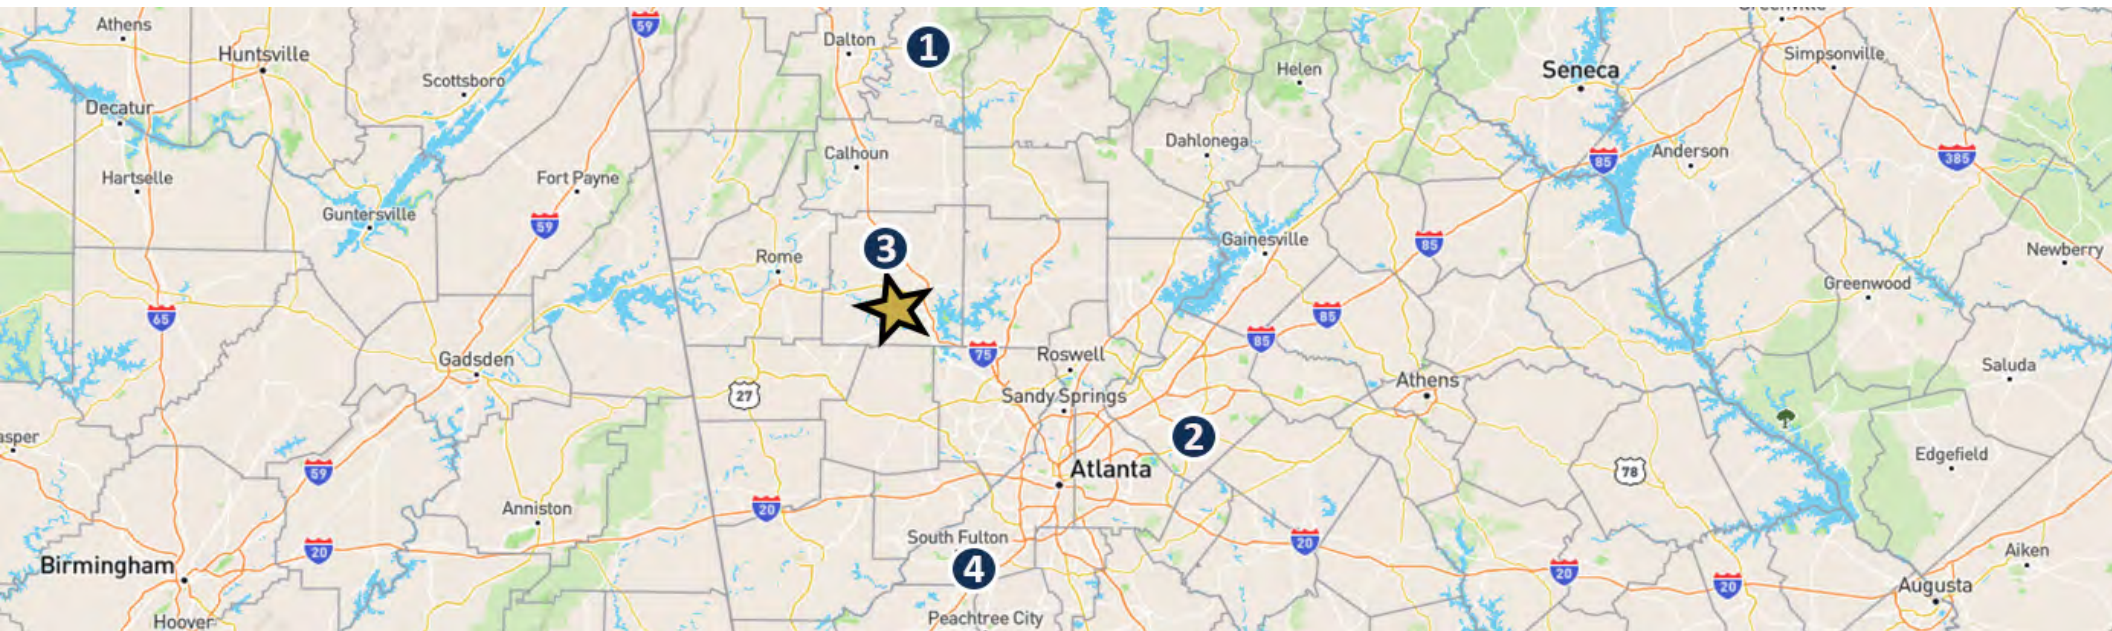 Greenville
Athens
59
Dalton
1
Simpsonville
Huntsville
Helen
Seneca
Scottsboro
Decatur
Dahlonega
Calhoun
85
Anderson
385
Hartselle
Fort Payne
Guntersville
59
3
Gainesville
85
Newberry
Rome
Greenwood
65
85
85
75
Roswell
Gadsden
Saluda
27
Sandy Springs
Athens
asper
2
Edgefield
59
Atlanta
78
20
Anniston
South Fulton
20
20
Aiken
Birmingham
4
20
20
Augusta
Peachtree City
Hoover